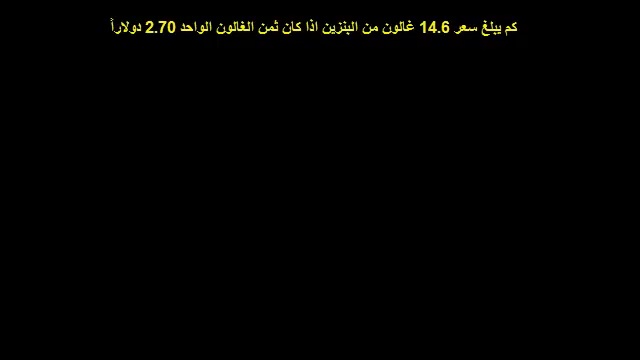 كم يبلغ سعر 14.6 غالون من البنزين اذا كان ثمن الغالون الواحد 2.70 دولاراً